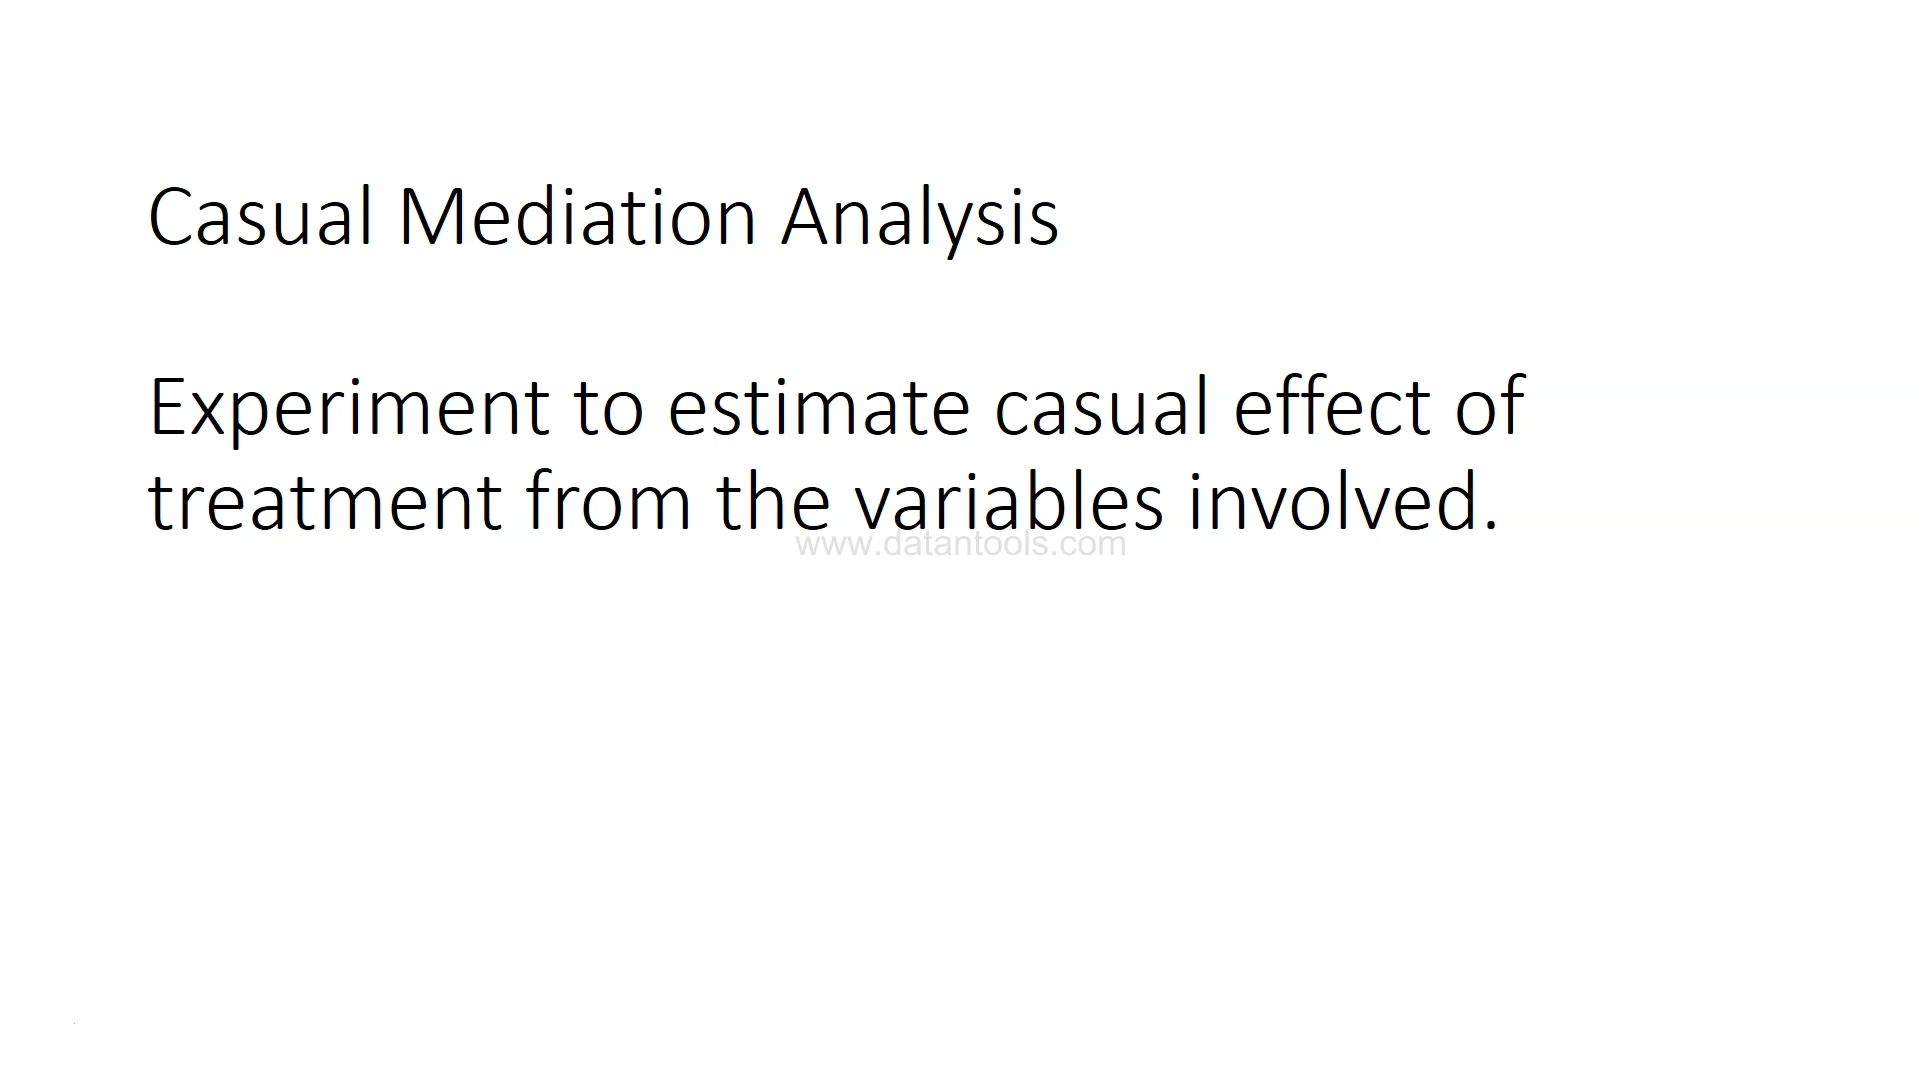 Casual Mediation Analysis
Experiment to estimate casual effect of
treatment from the variables involved.
www.datantools.com